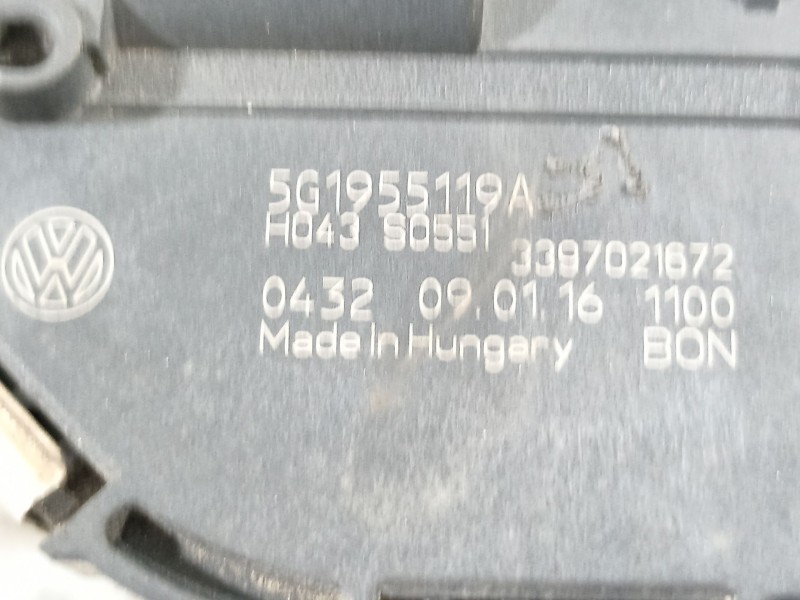 5G1955119A
H043 S0551
3397021672
0432 09.01.16 1100
Made In Hungary BON